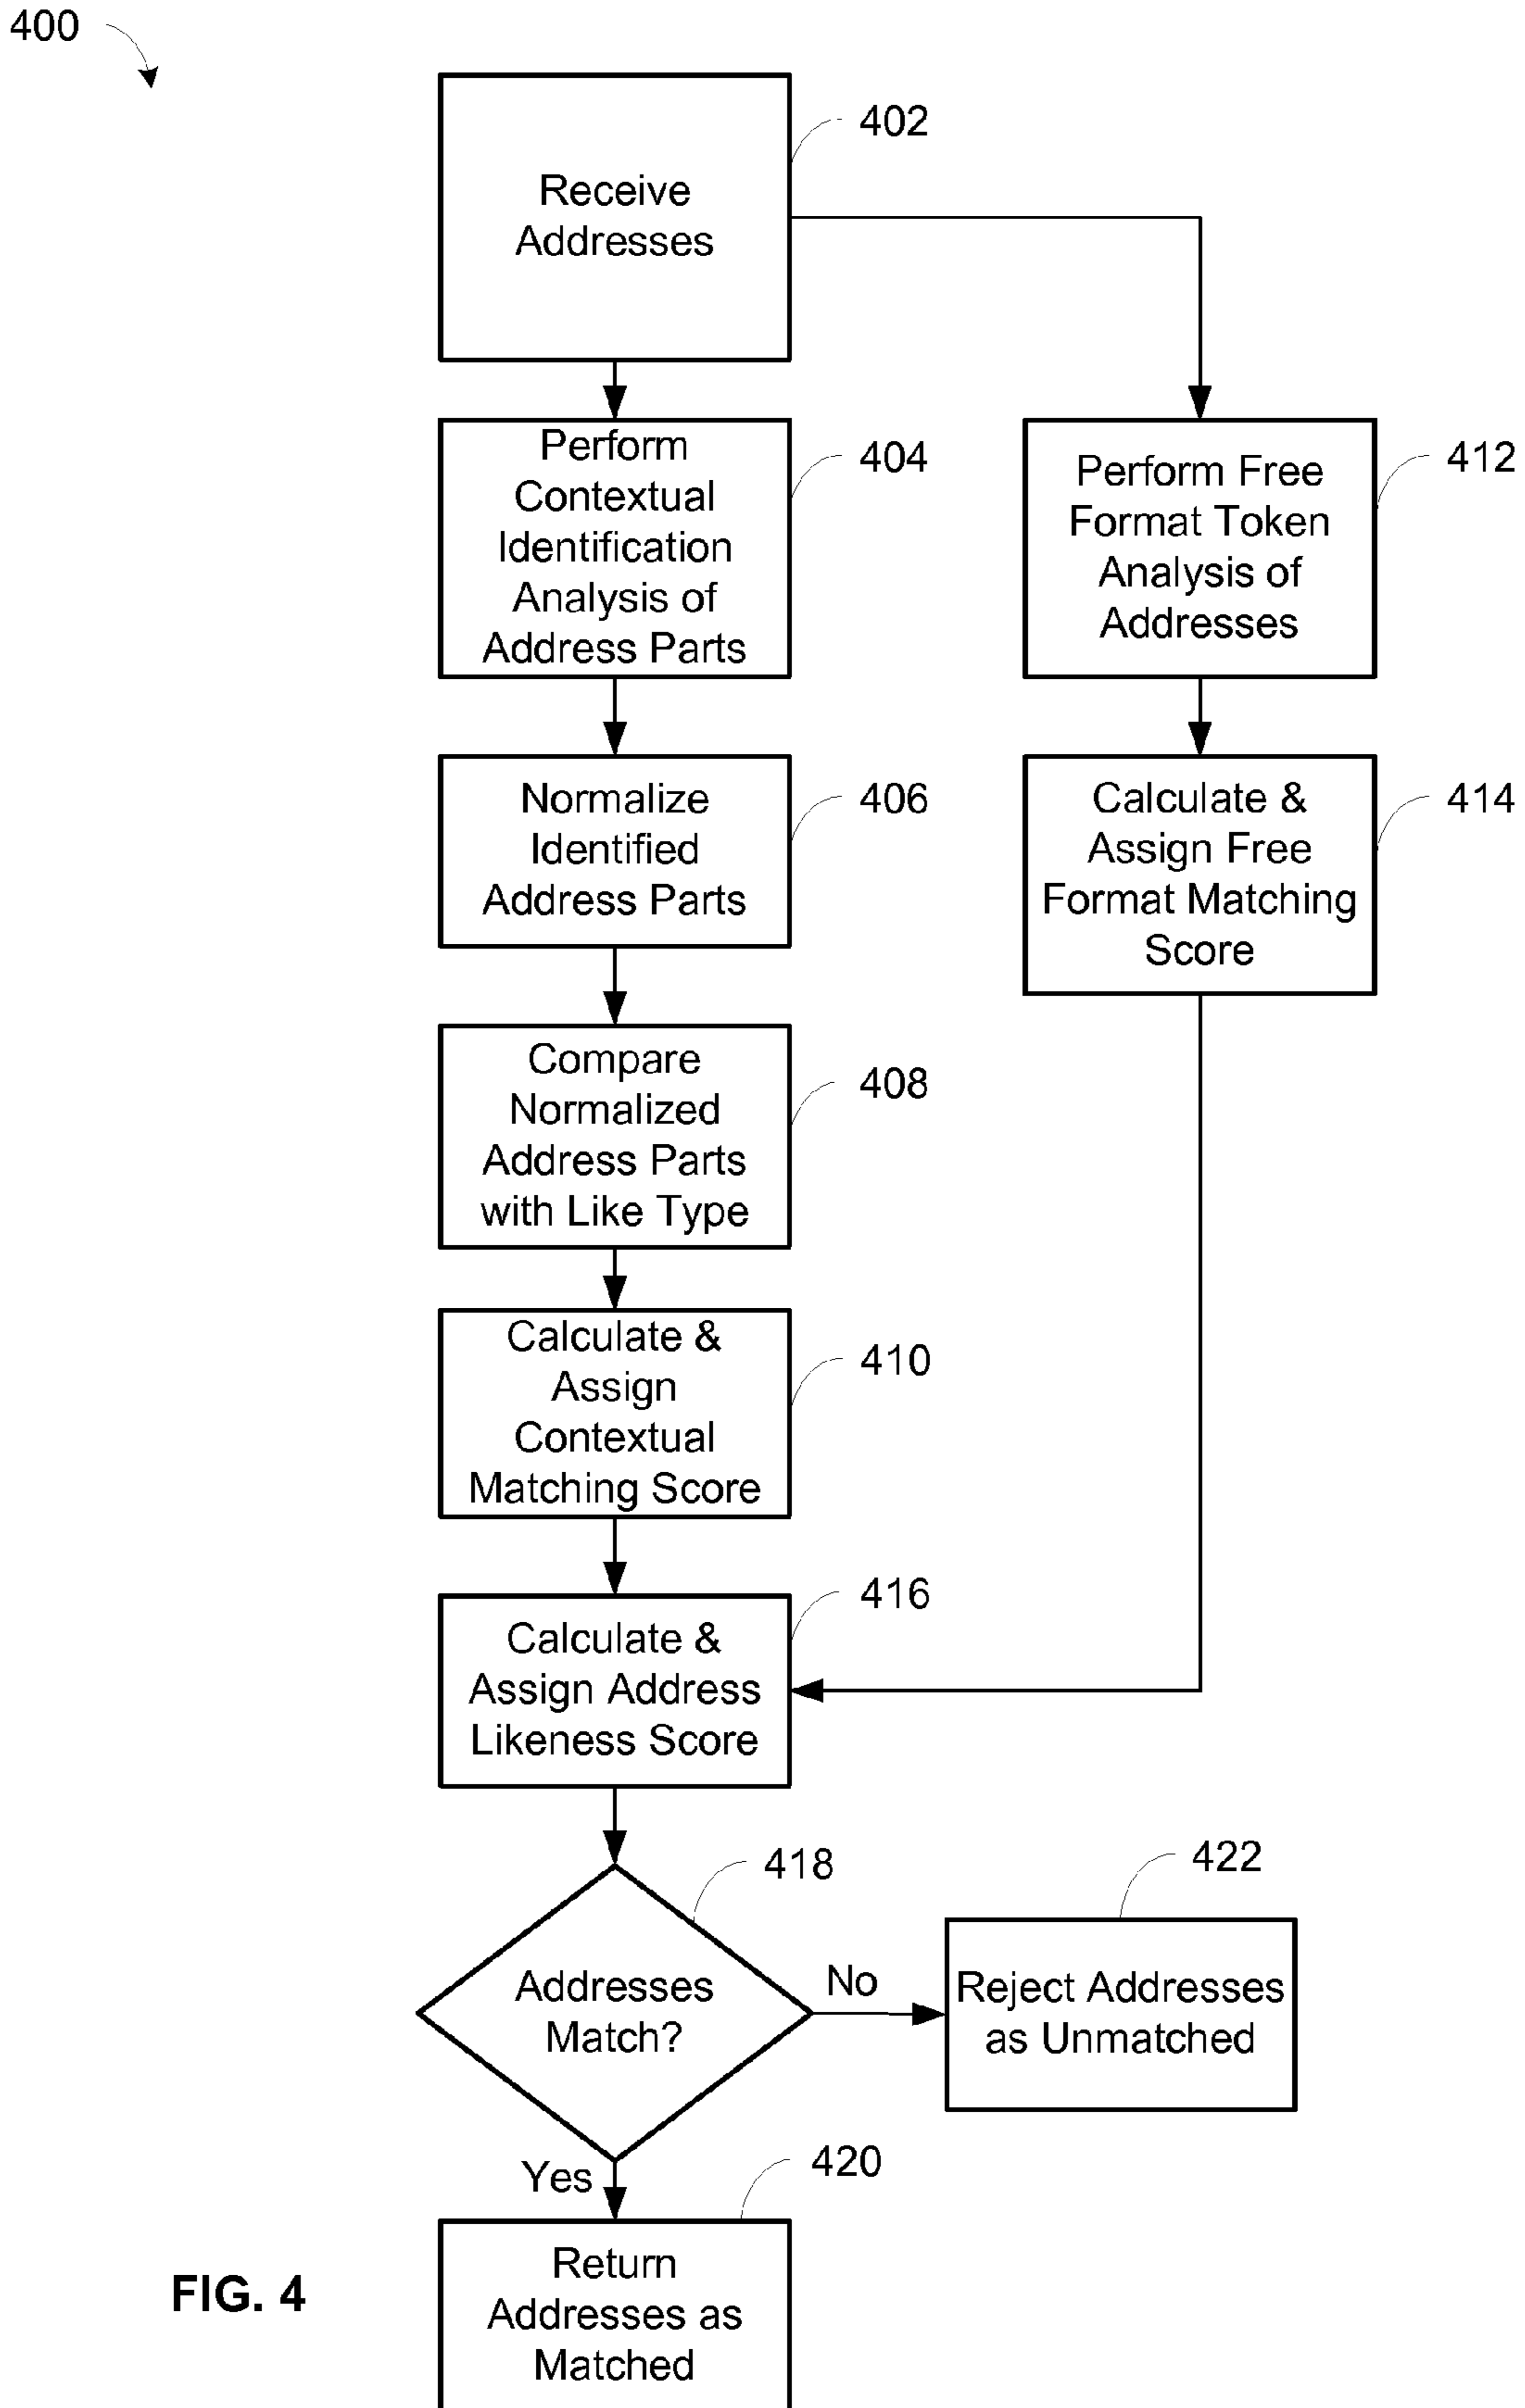 400
402
Receive
Addresses
Perform
Contextual
Identification
Analysis of
Address Parts
404
Perform Free
Format Token
Analysis of
Addresses
412
Normalize
Identified
Address Parts
406
Calculate &
Assign Free
Format Matching
Score
414
Compare
Normalized
Address Parts
with Like Type
408
Calculate &
Assign
Contextual
Matching Score
410
Calculate &
Assign Address
Likeness Score
416
418
Addresses
Match?
No
422
Reject Addresses
as Unmatched
Yes
420
Return
Addresses as
Matched
FIG. 4